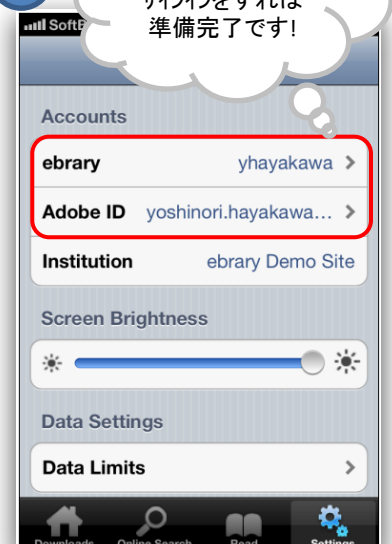 サインインをすれば
準備完了です!
SoftB
Accounts
ebrary yhayakawa >
Adobe ID yoshinori.hayakawa... >
Institution ebrary Demo Site
Screen Brightness
Data Settings
Data Limits >
Downloads Online Search Read Settings